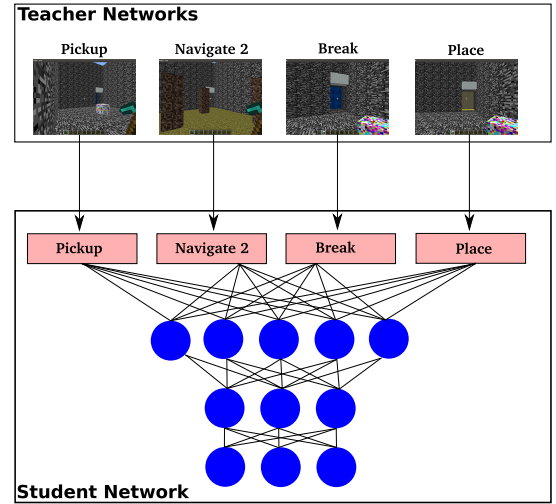 Teacher Networks
Pickup
Navigate 2
Break
Place
Pickup
Navigate 2
Break
Place
Student Network